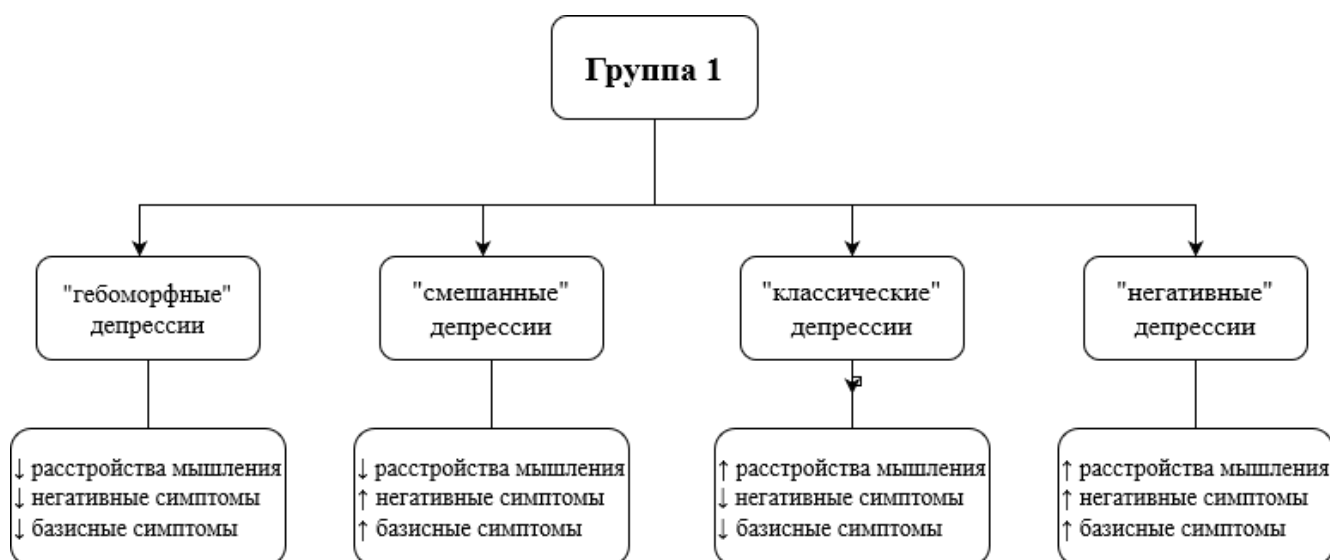 Группа 1
"гебоморфные"
депрессии
"смешанные"
депрессии
"классические"
депрессии
"негативные"
депрессии
↓ расстройства мышления
↓ негативные симптомы
↓ базисные симптомы
↓ расстройства мышления
↑ негативные симптомы
↑ базисные симптомы
↑ расстройства мышления
↓ негативные симптомы
↓ базисные симптомы
↑ расстройства мышления
↑ негативные симптомы
↑ базисные симптомы